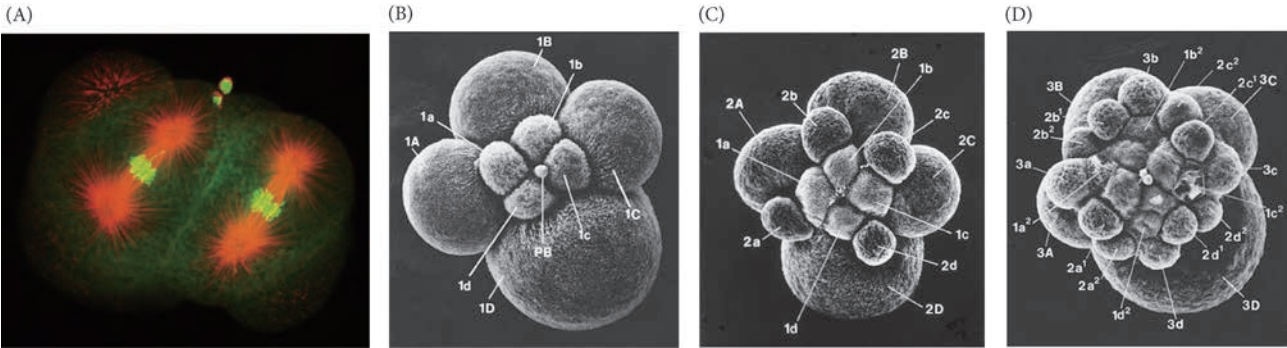 (A)
(B)
(C)
(D)
1B
1b
1a
1A
1C
1c
PB
1d
1D
2B
1b
2b
2A
2c
2C
1a
1c
2a
2d
2D
1d
1b²
3b
2c²
2c¹
3C
3B
2b¹
2b²
3a
3c
1a²
1c²
3A
2d²
2d¹
2a¹
2a²
1d²
3d
3D